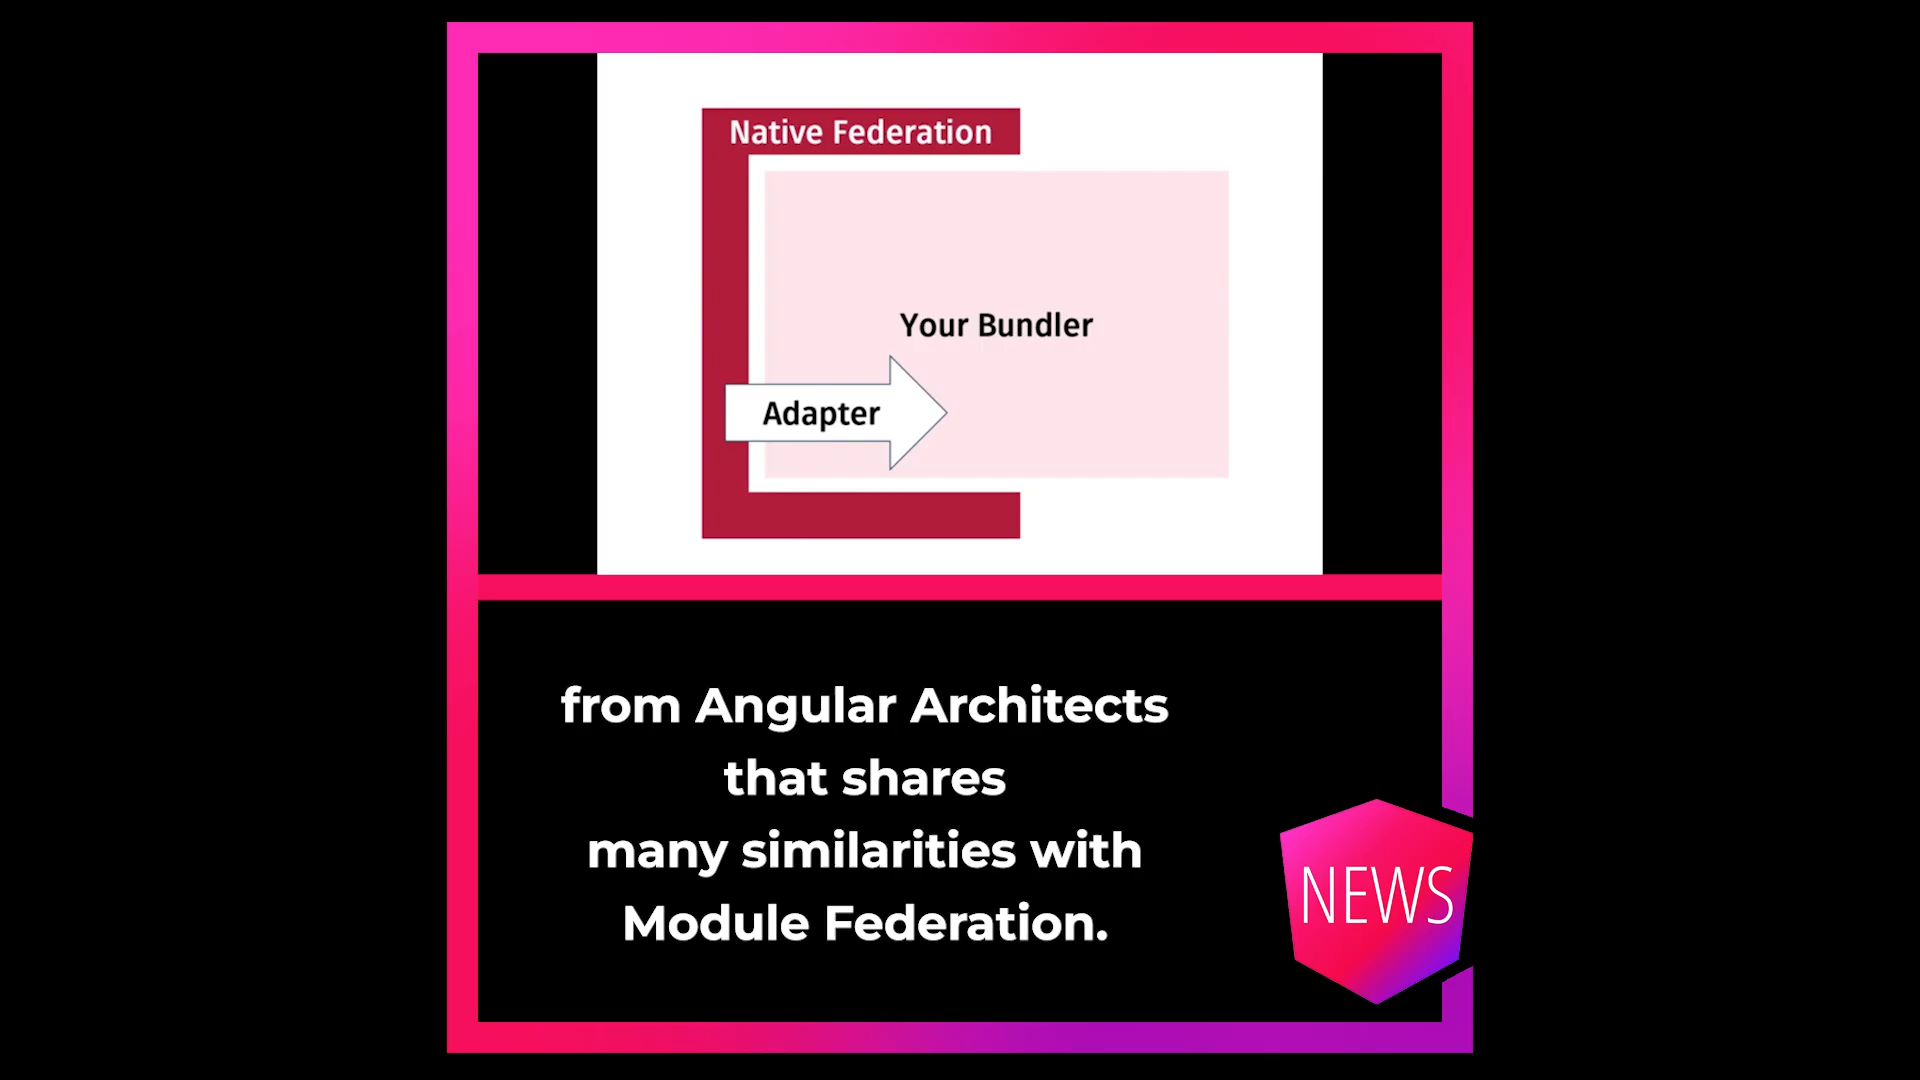 Native Federation
Your Bundler
Adapter
from Angular Architects
that shares
many similarities with
Module Federation.
NEWS